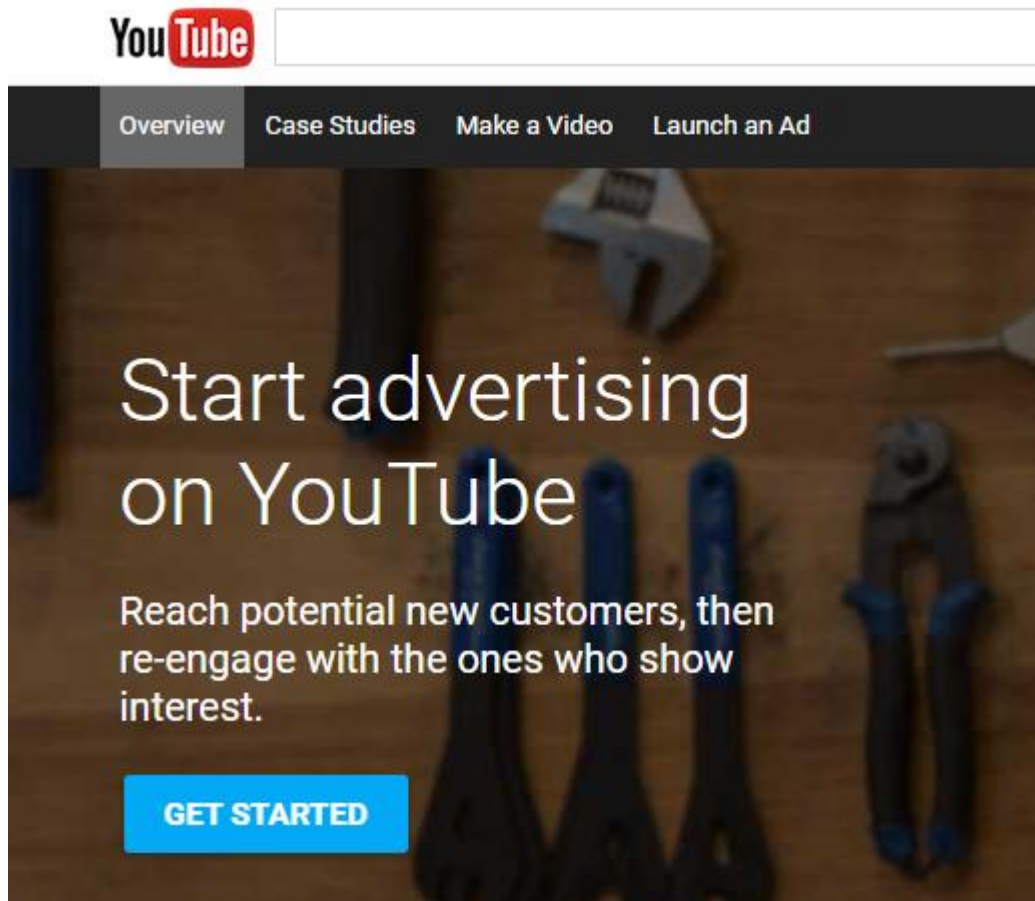 YouTube
Overview Case Studies Make a Video Launch an Ad
Start advertising
on YouTube
Reach potential new customers, then
re-engage with the ones who show
interest.
GET STARTED